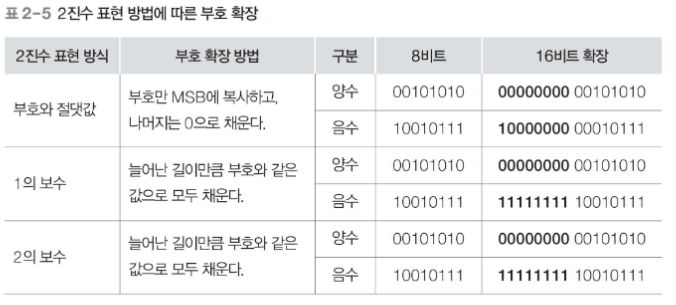 표 2-5 2진수 표현 방법에 따른 부호 확장
2진수 표현 방식 부호 확장 방법 구분 8비트 16비트 확장
부호와 절댓값 부호만 MSB에 복사하고, 양수 00101010 00000000 00101010
나머지는 0으로 채운다. 음수 10010111 10000000 00010111
1의 보수 늘어난 길이만큼 부호와 같은 양수 00101010 00000000 00101010
값으로 모두 채운다. 음수 10010111 11111111 10010111
2의 보수 늘어난 길이만큼 부호와 같은 양수 00101010 00000000 00101010
값으로 모두 채운다. 음수 10010111 11111111 10010111